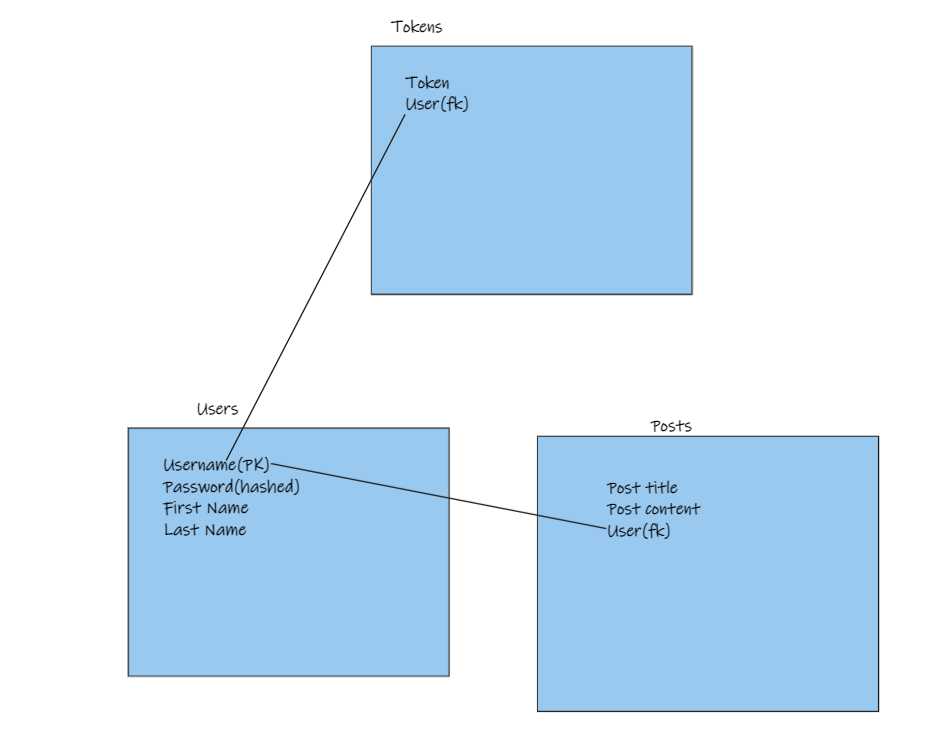 Tokens
Token
User(fk)
Users
Username(PK)
Password(hashed)
First Name
Last Name
Posts
Post title
Post content
User(fk)